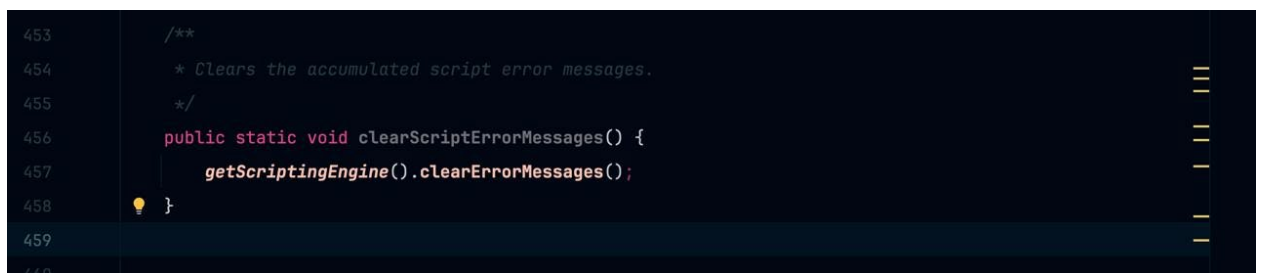 453 /**
454 * Clears the accumulated script error messages.
455 */
456 public static void clearScriptErrorMessages() {
457 getScriptingEngine().clearErrorMessages();
458 }
459